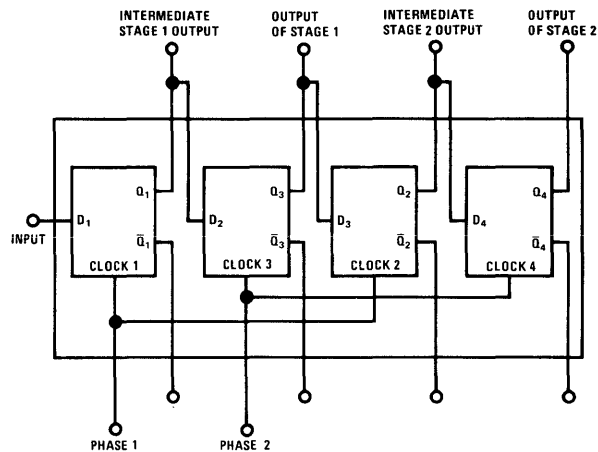 INTERMEDIATE
STAGE 1 OUTPUT
OUTPUT
OF STAGE 1
INTERMEDIATE
STAGE 2 OUTPUT
OUTPUT
OF STAGE 2
INPUT
D1
Q1
Q̅1
CLOCK 1
D2
Q3
Q̅3
CLOCK 3
D3
Q2
Q̅2
CLOCK 2
D4
Q4
Q̅4
CLOCK 4
PHASE 1
PHASE 2